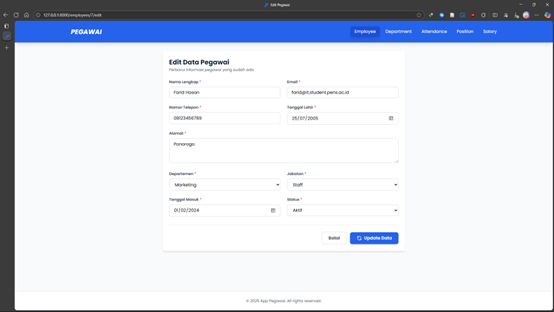 Edit Pegawai
127.0.0.1:8000/employees/7/edit
PEGAWAI
Employee Department Attendance Position Salary
Edit Data Pegawai
Perbarui informasi pegawai yang sudah ada.
Nama Lengkap * Email *
Farid Hasan farid@it.student.pens.ac.id
Nomor Telepon * Tanggal Lahir *
08123456789 25/07/2005
Alamat *
Ponorogo
Departemen * Jabatan *
Marketing Staff
Tanggal Masuk * Status *
01/02/2024 Aktif
Batal Update Data
© 2025 App Pegawai. All rights reserved.